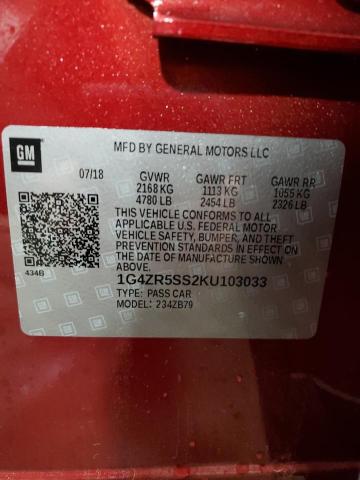 GM
MFD BY GENERAL MOTORS LLC
07/18 GVWR GAWR FRT GAWR RR
2168 KG 1113 KG 1055 KG
4780 LB 2454 LB 2326 LB
THIS VEHICLE CONFORMS TO ALL
APPLICABLE U.S. FEDERAL MOTOR
VEHICLE SAFETY, BUMPER, AND THEFT
PREVENTION STANDARDS IN EFFECT
ON THE DATE OF MANUFACTURE
SHOWN ABOVE.
434B
1G4ZR5SS2KU103033
TYPE: PASS CAR
MODEL: 234ZB79